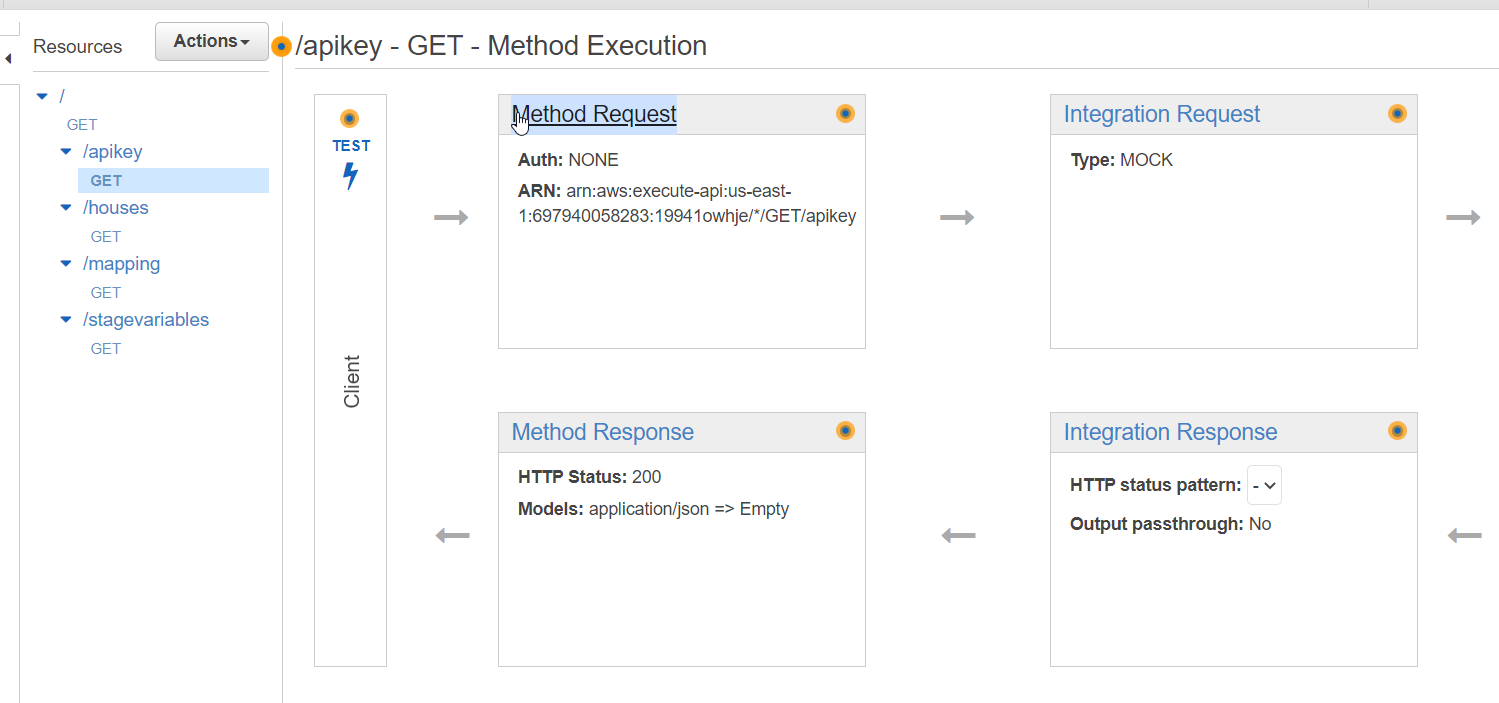 Resources
Actions
/
GET
/apikey
GET
/houses
GET
/mapping
GET
/stagevariables
GET
/apikey - GET - Method Execution
TEST
Client
Method Request
Auth: NONE
ARN: arn:aws:execute-api:us-east-
1:697940058283:19941owhje/*/GET/apikey
Integration Request
Type: MOCK
Method Response
HTTP Status: 200
Models: application/json => Empty
Integration Response
HTTP status pattern: -
Output passthrough: No